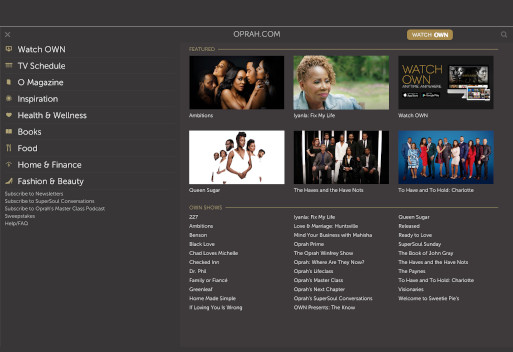 OPRAH.COM
WATCH OWN
Watch OWN
TV Schedule
O Magazine
Inspiration
Health & Wellness
Books
Food
Home & Finance
Fashion & Beauty
Subscribe to Newsletters
Subscribe to SuperSoul Conversations
Subscribe to Oprah's Master Class Podcast
Sweepstakes
Help/FAQ
FEATURED
WATCH
OWN
ANYTIME, ANYWHERE.
Ambitions
Iyanla: Fix My Life
Watch OWN
Queen Sugar
The Haves and the Have Nots
To Have and To Hold: Charlotte
OWN SHOWS
227
Ambitions
Benson
Black Love
Chad Loves Michelle
Checked Inn
Dr. Phil
Family or Fiancé
Greenleaf
Home Made Simple
If Loving You Is Wrong
Iyanla: Fix My Life
Love & Marriage: Huntsville
Mind Your Business with Mahisha
Oprah Prime
The Oprah Winfrey Show
Oprah: Where Are They Now?
Oprah's Lifeclass
Oprah's Master Class
Oprah's Next Chapter
Oprah's SuperSoul Conversations
OWN Presents: The Know
Queen Sugar
Released
Ready to Love
SuperSoul Sunday
The Book of John Gray
The Haves and the Have Nots
The Paynes
To Have and To Hold: Charlotte
Visionaries
Welcome to Sweetie Pie's